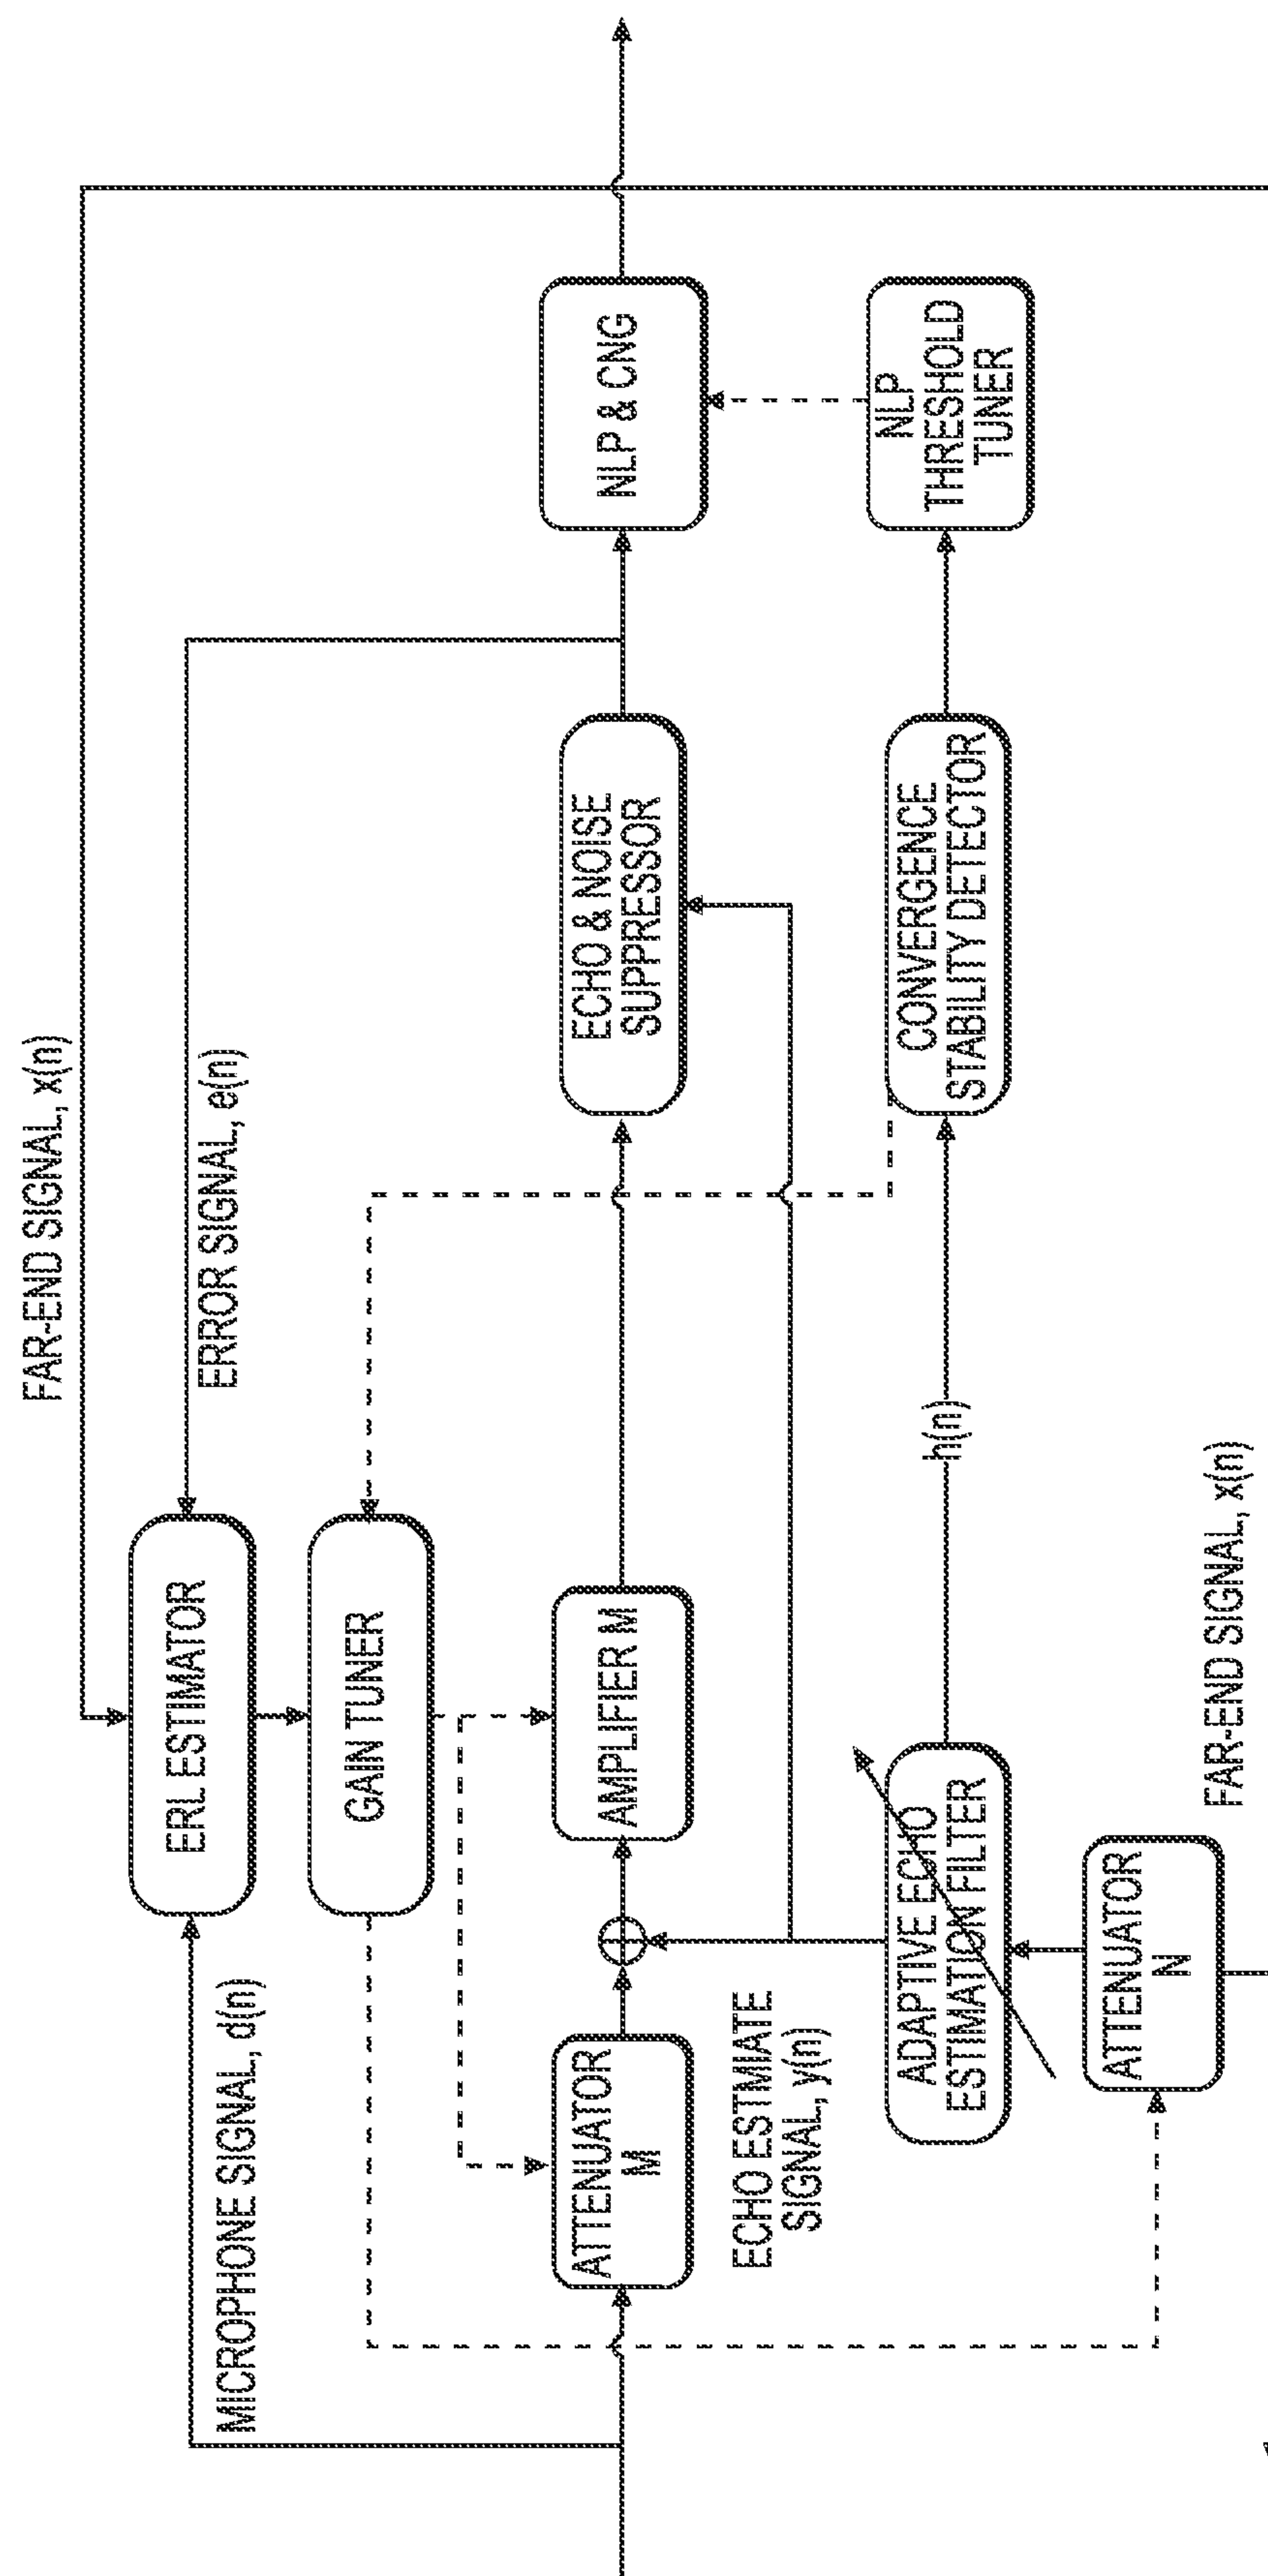 FAR-END SIGNAL, x(n)
ERROR SIGNAL, e(n)
MICROPHONE SIGNAL, d(n)
ERL ESTIMATOR
GAIN TUNER
ATTENUATOR
M
AMPLIFIER M
ECHO & NOISE
SUPPRESSOR
NLP & CNG
ECHO ESTMIATE
SIGNAL, y(n)
ADAPTIVE ECHO
ESTIMATION FILTER
h(n)
CONVERGENCE
STABILITY DETECTOR
NLP
THRESHOLD
TUNER
ATTENUATOR
N
FAR-END SIGNAL, x(n)